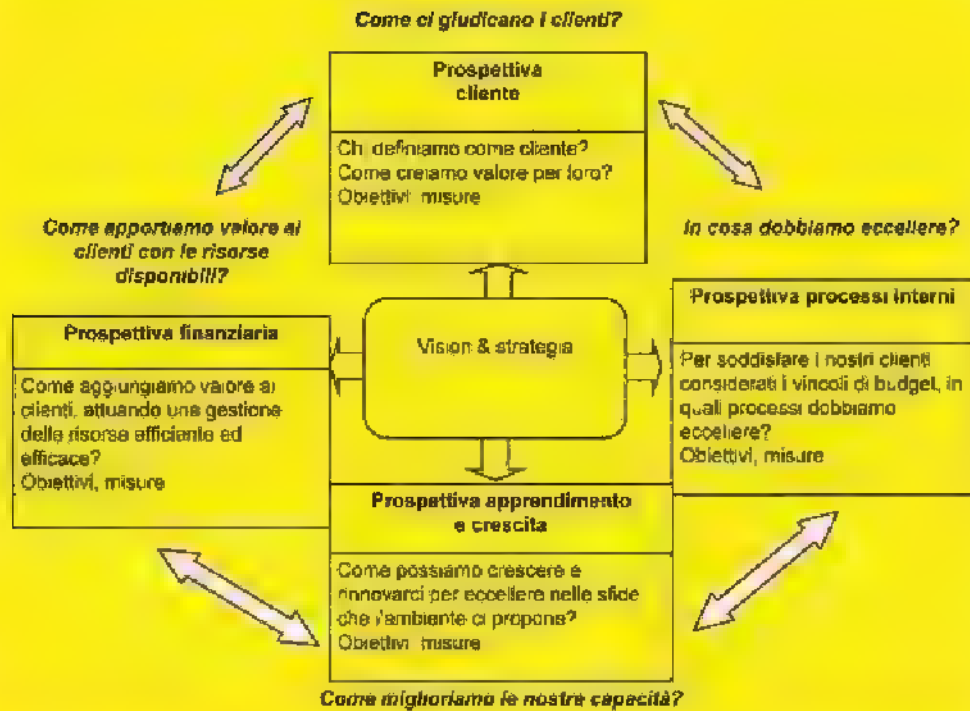 Come ci giudicano i clienti?
Prospettiva
cliente
Chi definiamo come cliente?
Come creiamo valore per loro?
Obiettivi, misure
Come apportiamo valore ai
clienti con le risorse
disponibili?
In cosa dobbiamo eccellere?
Prospettiva finanziaria
Come aggiungiamo valore ai
clienti, attuando una gestione
delle risorse efficiente ed
efficace?
Obiettivi, misure
Vision & strategia
Prospettiva processi interni
Per soddisfare i nostri clienti
considerati i vincoli di budget, in
quali processi dobbiamo
eccellere?
Obiettivi, misure
Prospettiva apprendimento
e crescita
Come possiamo crescere e
rinnovarci per eccellere nelle sfide
che l'ambiente ci propone?
Obiettivi, misure
Come miglioriamo le nostre capacità?